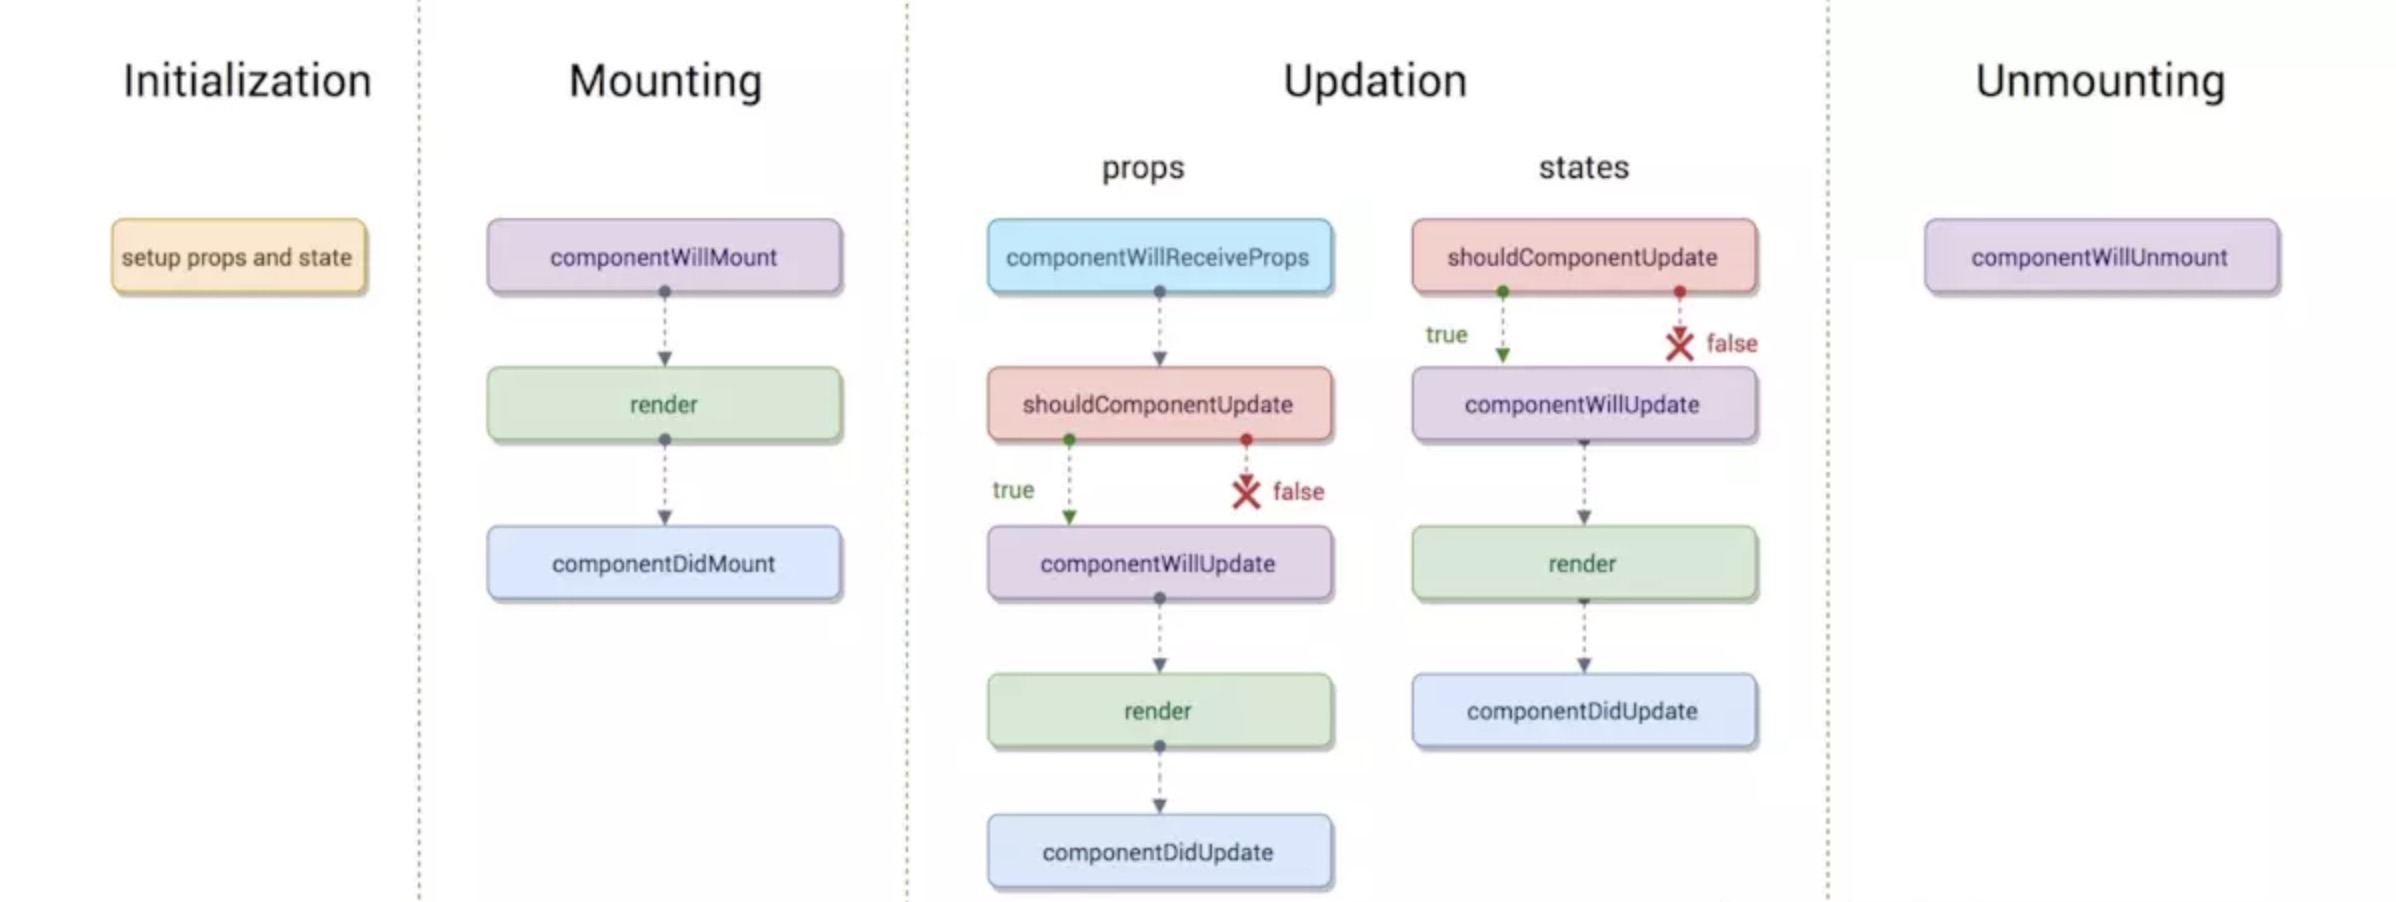 Initialization
setup props and state
Mounting
componentWillMount
render
componentDidMount
Updation
props
componentWillReceiveProps
shouldComponentUpdate
true
false
componentWillUpdate
render
componentDidUpdate
states
shouldComponentUpdate
true
false
componentWillUpdate
render
componentDidUpdate
Unmounting
componentWillUnmount